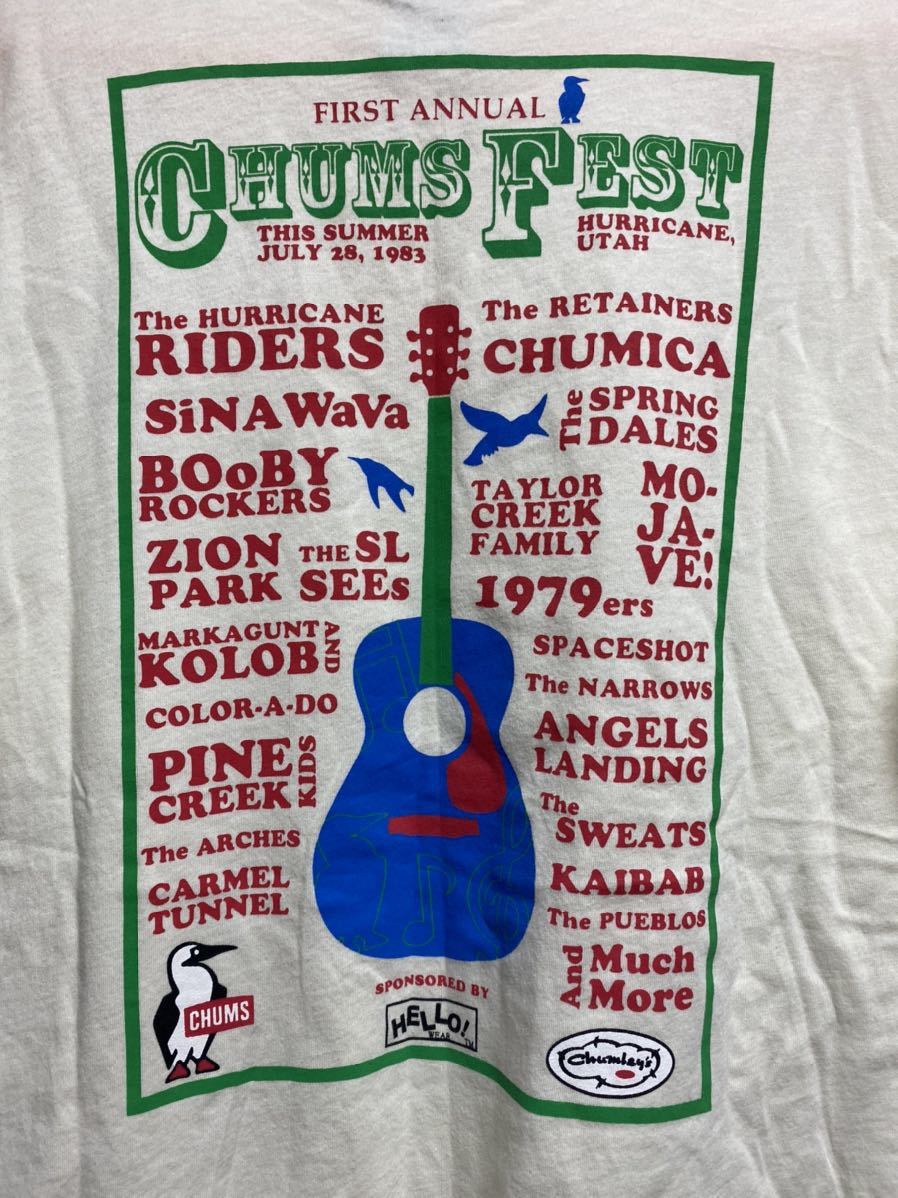 FIRST ANNUAL
CHUMS FEST
THIS SUMMER
JULY 28, 1983
HURRICANE,
UTAH
The HURRICANE
RIDERS
SiNAWaVa
BOoBY
ROCKERS
ZION
PARK
THE SL
SEEs
MARKAGUNT
AND
KOLOB
COLOR-A-DO
PINE
CREEK
KIDS
The ARCHES
CARMEL
TUNNEL
The RETAINERS
CHUMICA
The
SPRING
DALES
TAYLOR
CREEK
FAMILY
MO-
JA-
VE!
1979ers
SPACESHOT
The NARROWS
ANGELS
LANDING
The
SWEATS
KAIBAB
The PUEBLOS
And
Much
More
CHUMS
SPONSORED BY
HELLO!
WEAR TM
Chumley's